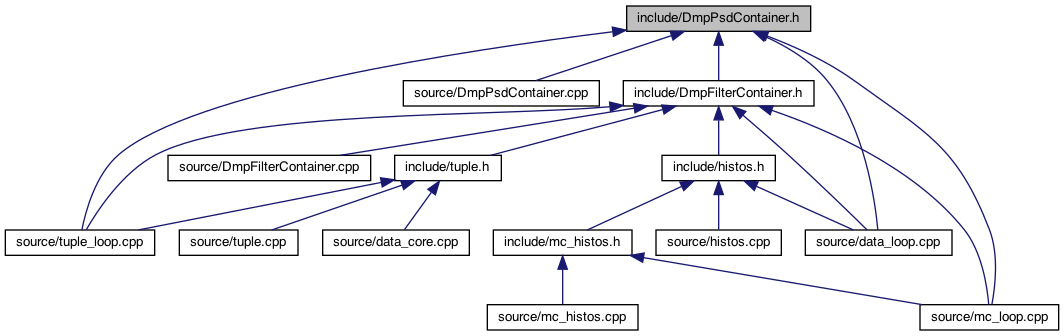 include/DmpPsdContainer.h
source/DmpPsdContainer.cpp
include/DmpFilterContainer.h
source/DmpFilterContainer.cpp
include/tuple.h
include/histos.h
source/tuple_loop.cpp
source/tuple.cpp
source/data_core.cpp
include/mc_histos.h
source/histos.cpp
source/data_loop.cpp
source/mc_histos.cpp
source/mc_loop.cpp